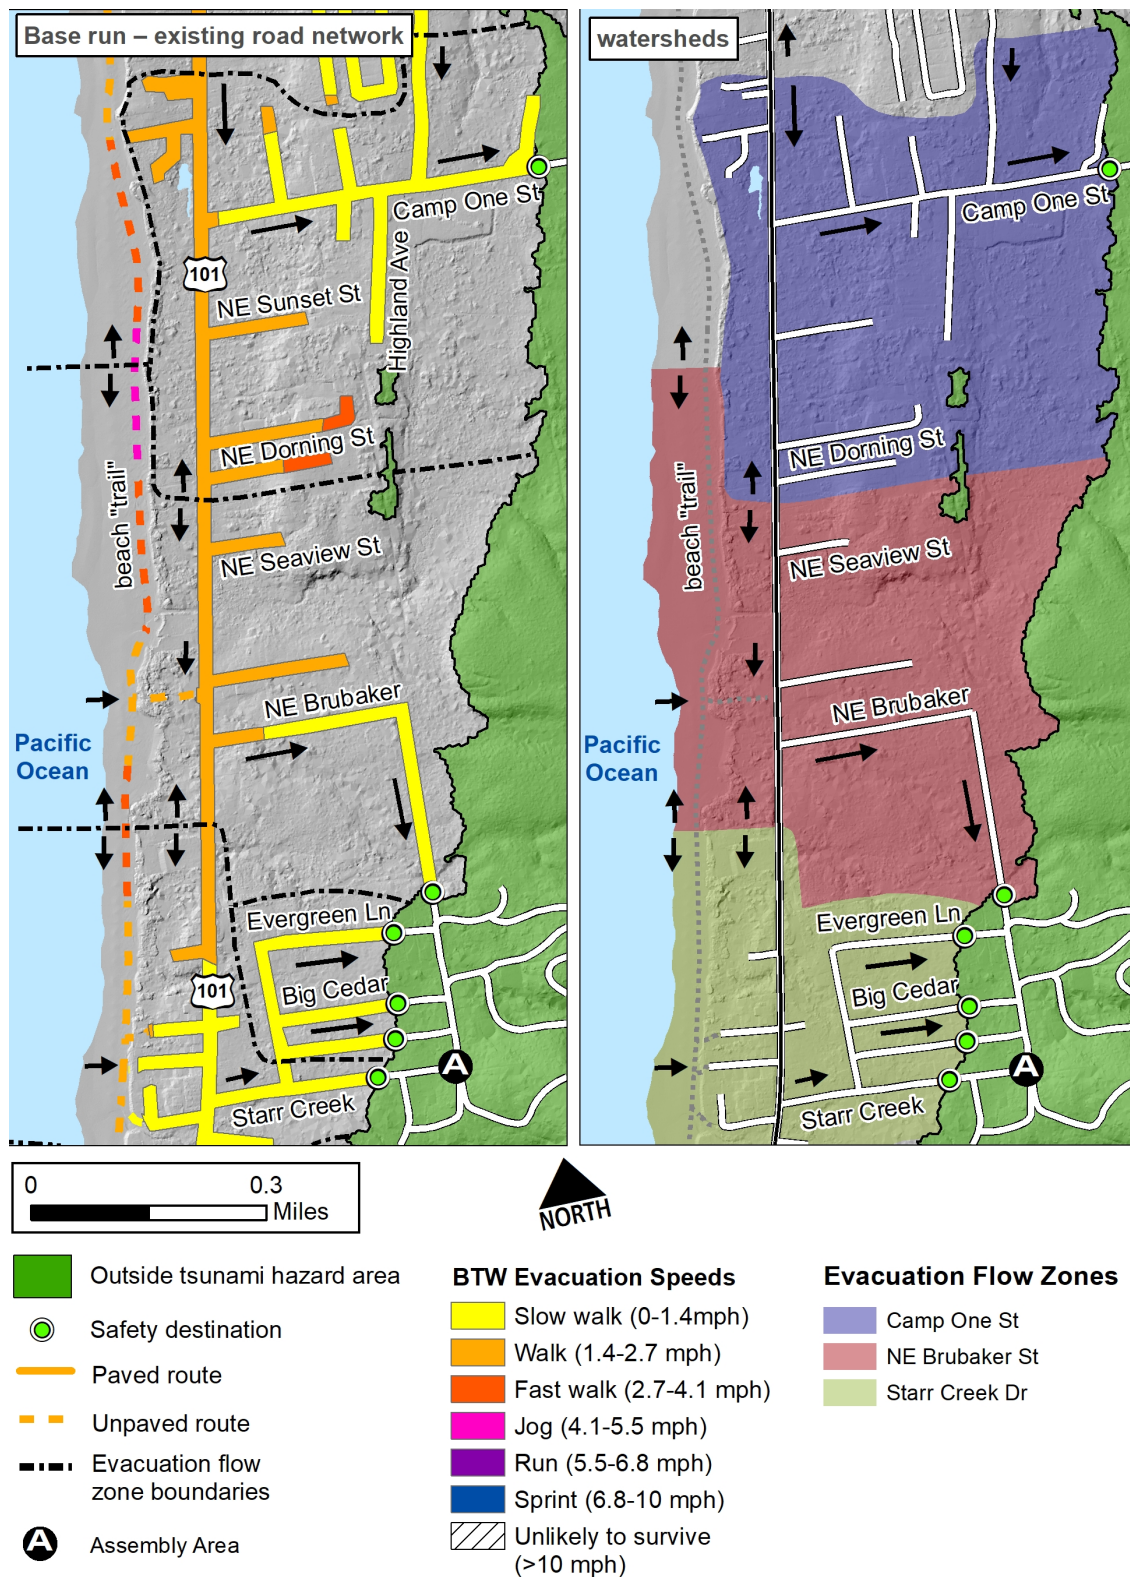 Base run – existing road network
Camp One St
Highland Ave
101
NE Sunset St
NE Dorning St
beach "trail"
NE Seaview St
NE Brubaker
Pacific
Ocean
Evergreen Ln
101
Big Cedar
A
Starr Creek
watersheds
Camp One St
NE Dorning St
beach "trail"
NE Seaview St
NE Brubaker
Pacific
Ocean
Evergreen Ln
Big Cedar
A
Starr Creek
0 0.3
Miles
NORTH
Outside tsunami hazard area
Safety destination
Paved route
Unpaved route
Evacuation flow
zone boundaries
A Assembly Area
BTW Evacuation Speeds
Slow walk (0-1.4mph)
Walk (1.4-2.7 mph)
Fast walk (2.7-4.1 mph)
Jog (4.1-5.5 mph)
Run (5.5-6.8 mph)
Sprint (6.8-10 mph)
Unlikely to survive
(>10 mph)
Evacuation Flow Zones
Camp One St
NE Brubaker St
Starr Creek Dr